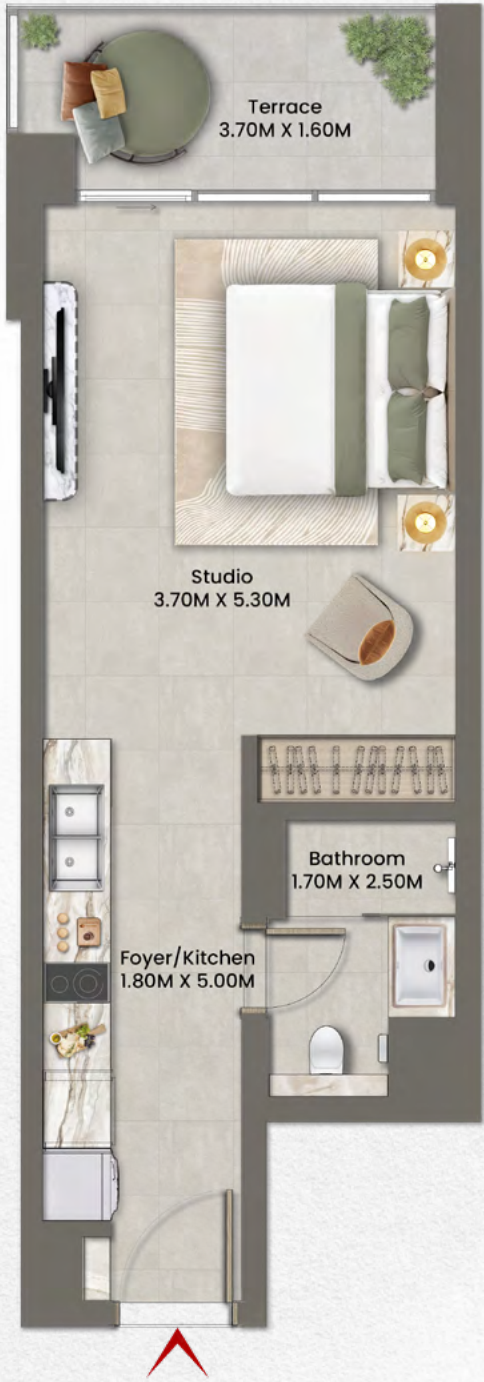 Terrace
3.70M X 1.60M
Studio
3.70M X 5.30M
Bathroom
1.70M X 2.50M
Foyer/Kitchen
1.80M X 5.00M